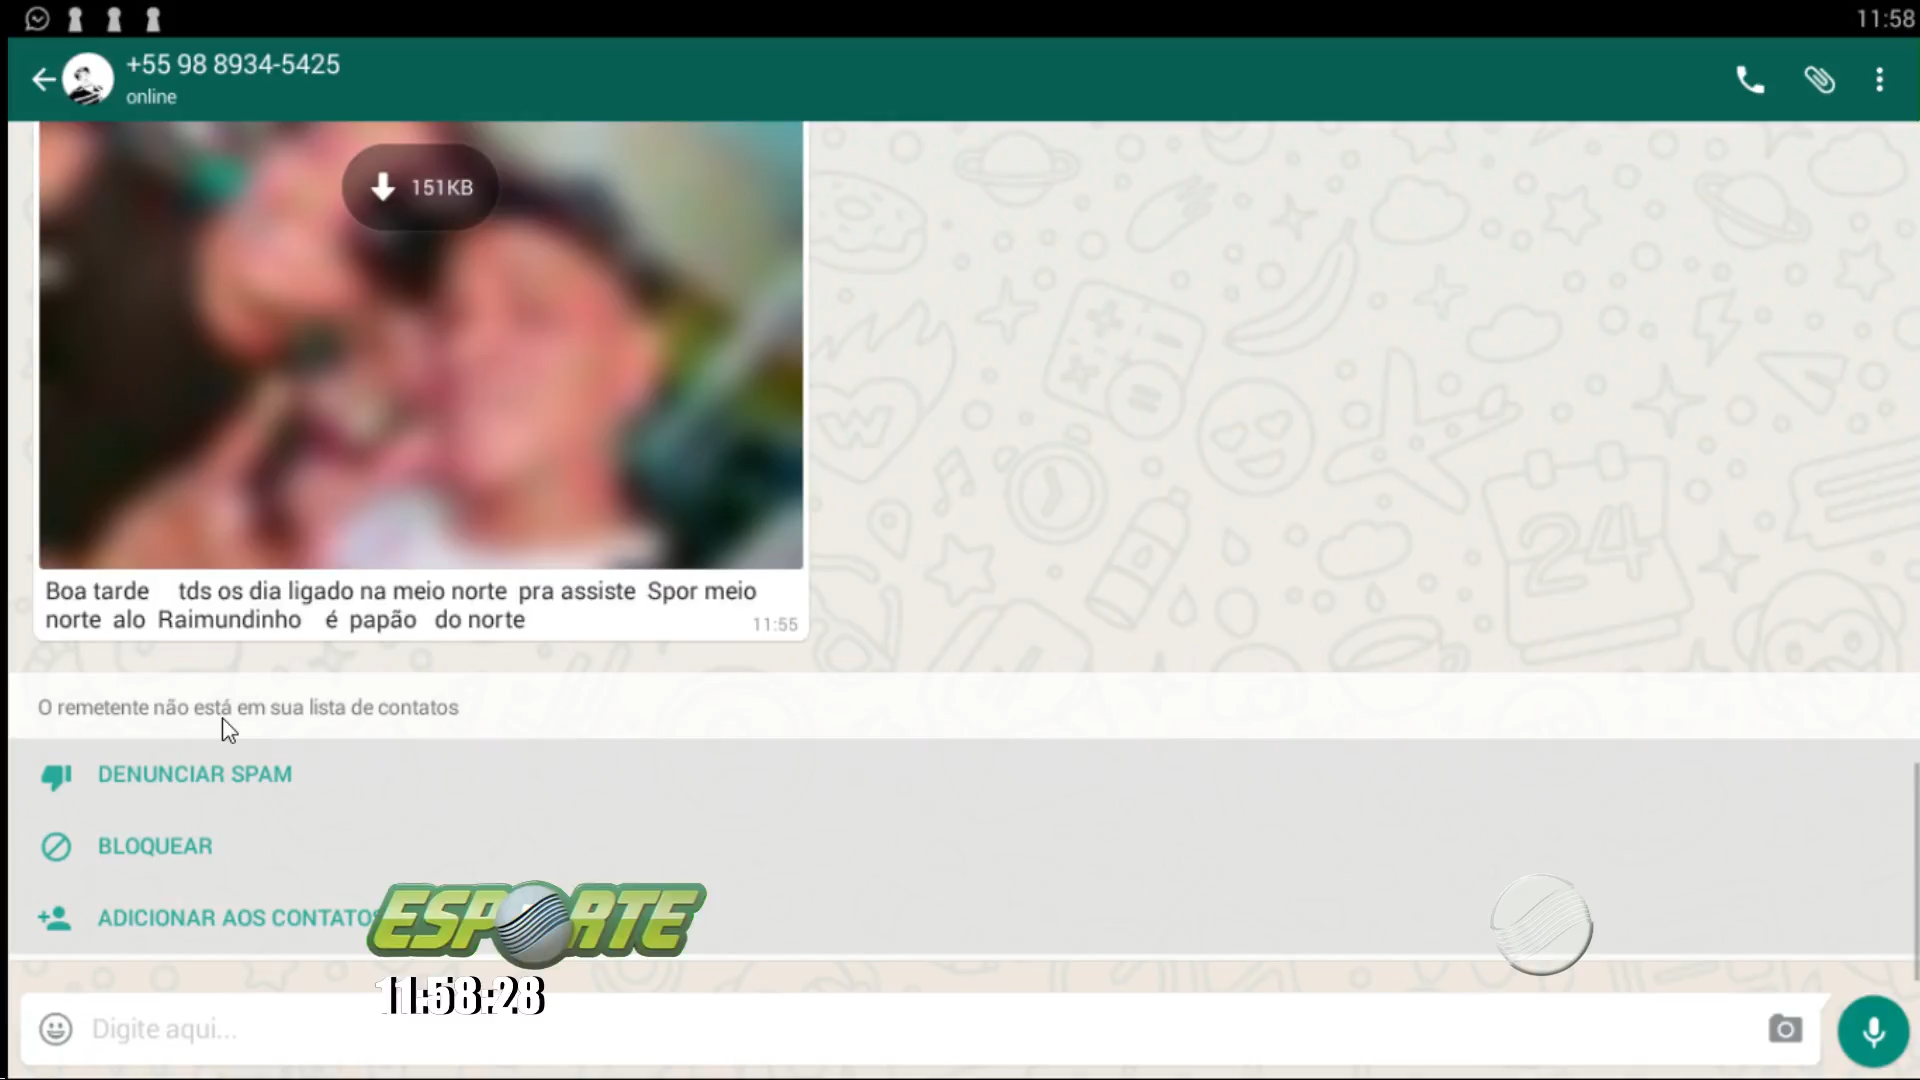 11:58
+55 98 8934-5425
online
151KB
Boa tarde tds os dia ligado na meio norte pra assiste Spor meio
norte alo Raimundinho é papão do norte
11:55
O remetente não está em sua lista de contatos
DENUNCIAR SPAM
BLOQUEAR
ADICIONAR AOS CONTATOS
ESPORTE
11:58:28
Digite aqui...